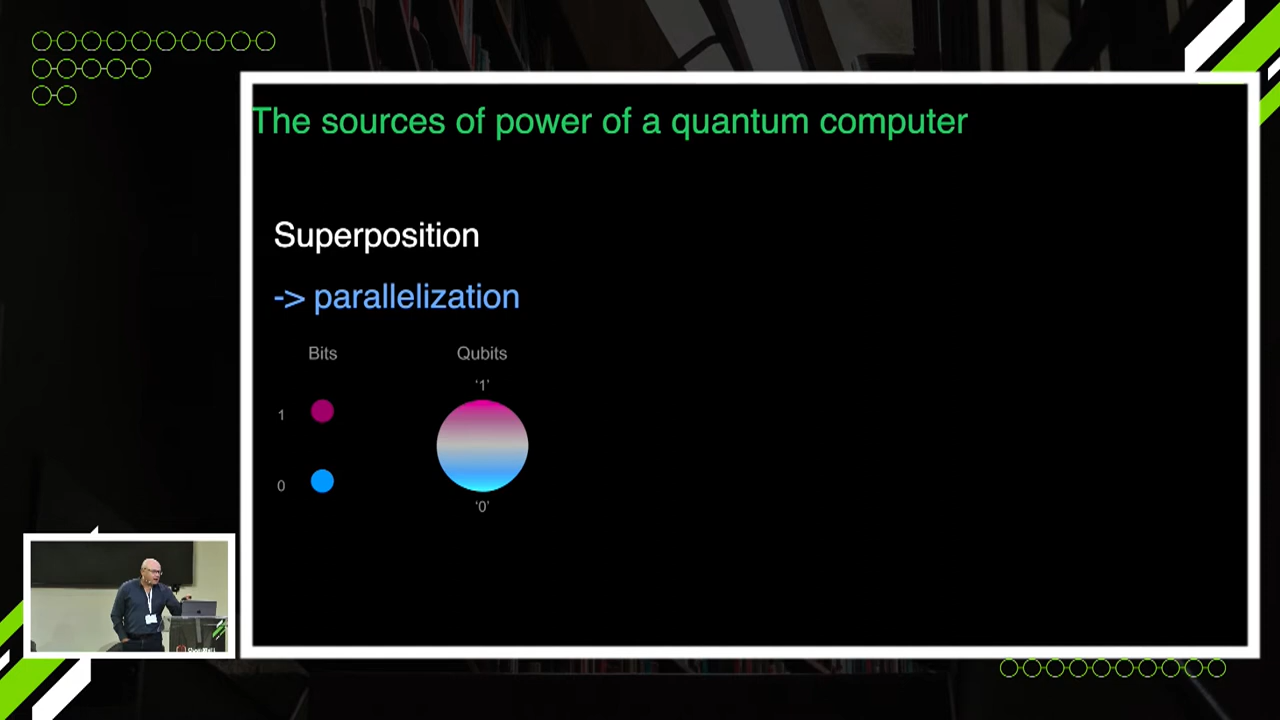 The sources of power of a quantum computer
Superposition
-> parallelization
Bits
Qubits
'1'
1
0
'0'